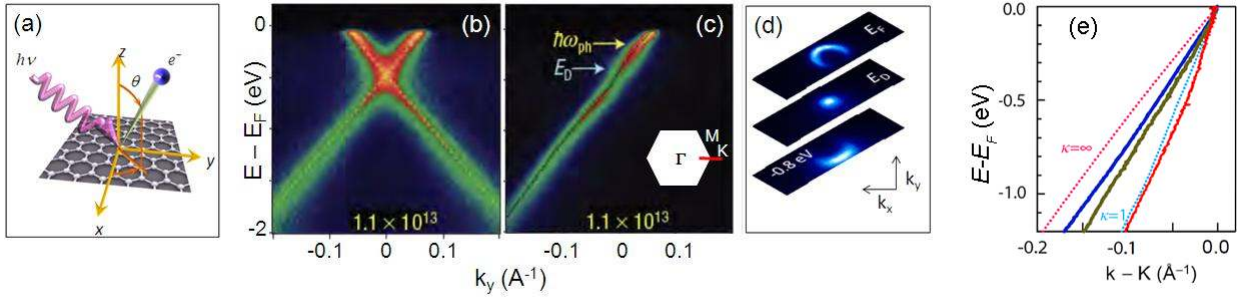 (a)
hν
z
e⁻
θ
y
x
(b)
E − E_F (eV)
0
-2
1.1 × 10¹³
-0.1
0
0.1
k_y (A⁻¹)
(c)
ħω_ph
E_D
M
K
Γ
1.1 × 10¹³
-0.1
0
0.1
(d)
E_F
E_D
-0.8 eV
k_y
k_x
(e)
E-E_F (eV)
0.0
-0.5
-1.0
κ=∞
κ=1
-0.2
-0.1
0.0
k − K (Å⁻¹)